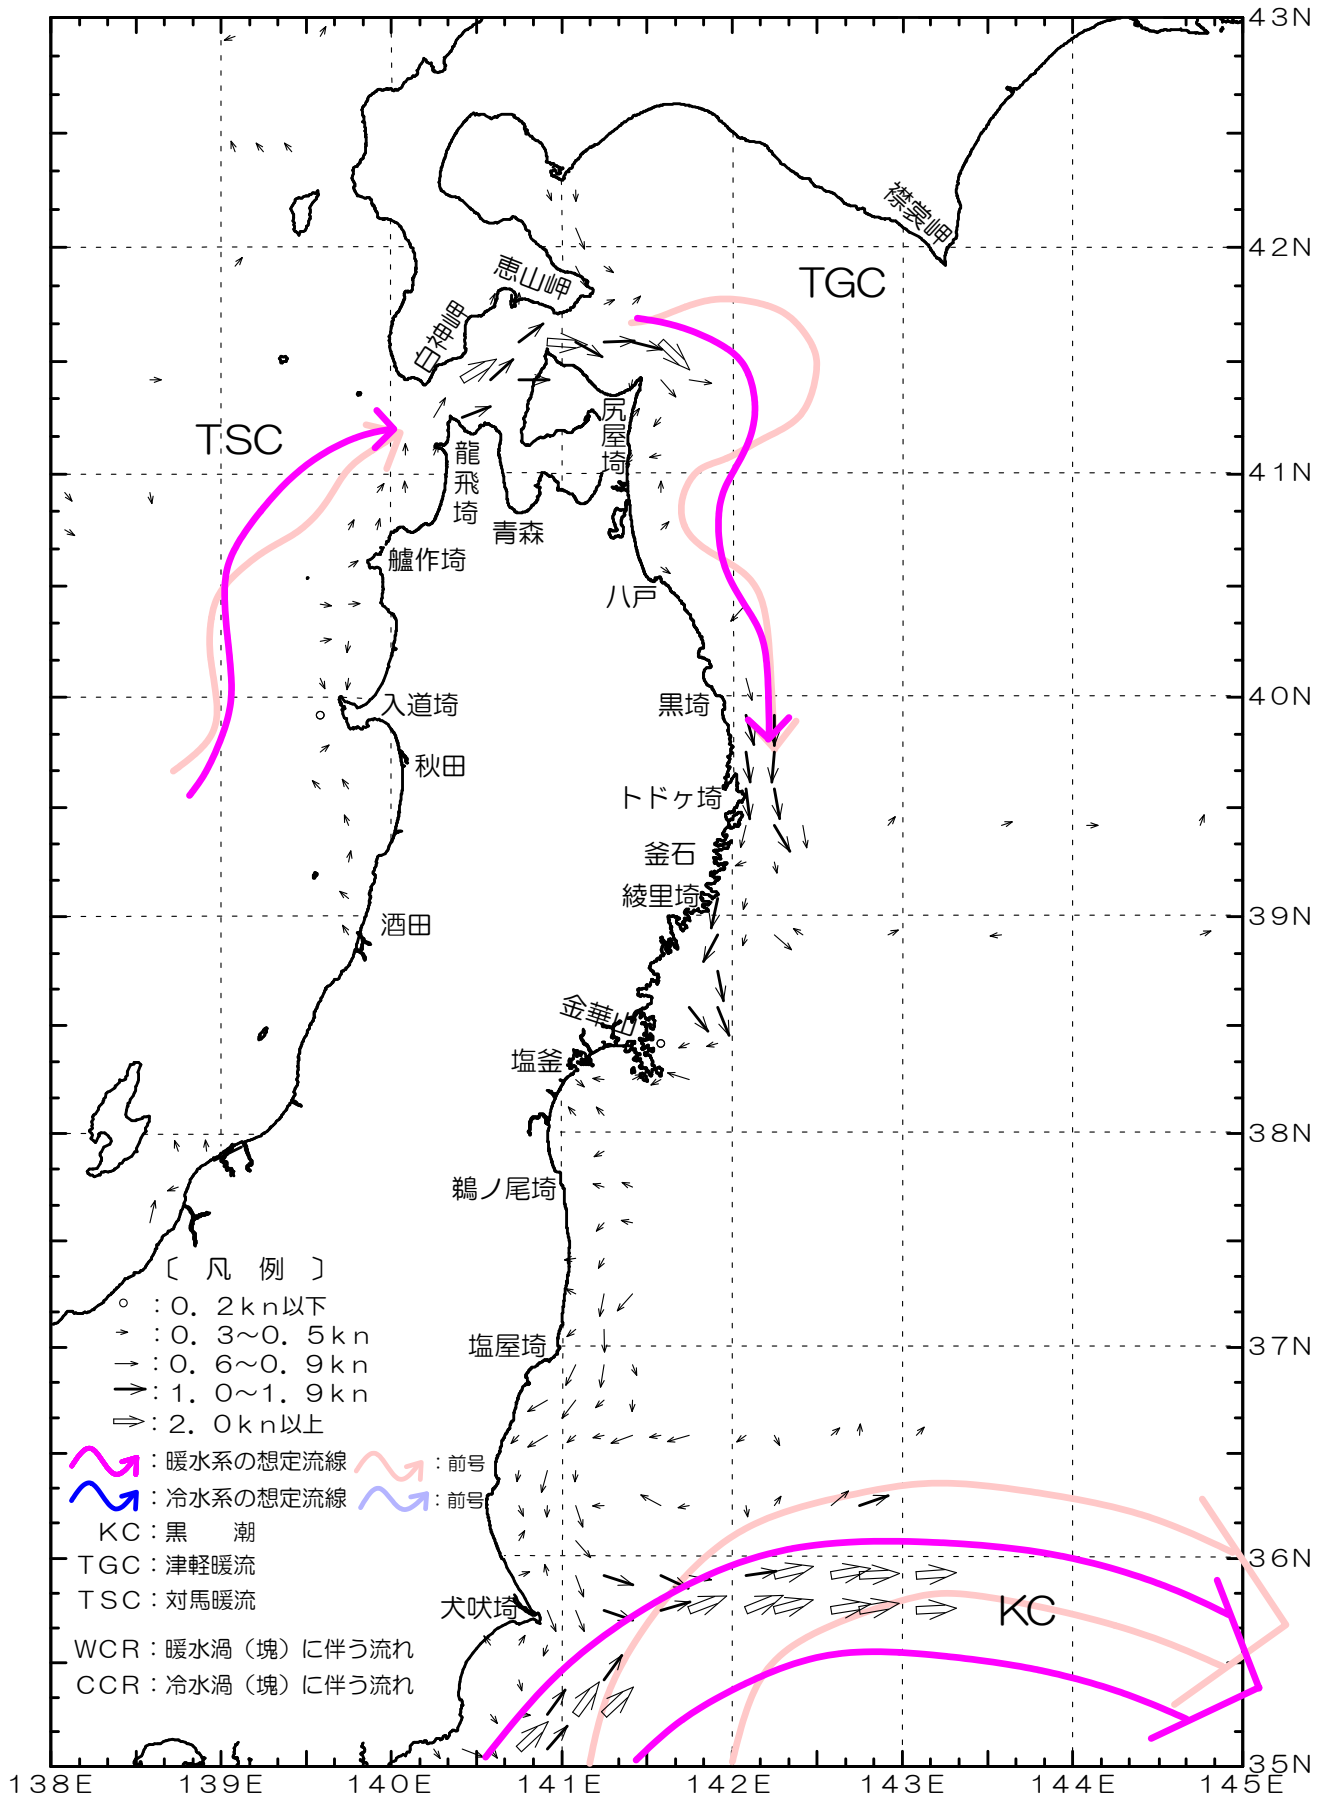 43N
襟裳岬
42N
恵山岬
TGC
白神岬
尻屋埼
TSC
龍飛埼
41N
青森
艫作埼
八戸
入道埼
黒埼
40N
秋田
トドヶ埼
釜石
綾里埼
39N
酒田
金華山
塩釜
38N
鵜ノ尾埼
〔 凡 例 〕
：0．2kn以下
：0．3～0．5kn
塩屋埼
37N
：0．6～0．9kn
：1．0～1．9kn
：2．0kn以上
：暖水系の想定流線 ：前号
：冷水系の想定流線 ：前号
KC：黒 潮
36N
TGC：津軽暖流
TSC：対馬暖流
犬吠埼
KC
WCR：暖水渦（塊）に伴う流れ
CCR：冷水渦（塊）に伴う流れ
35N
138E 139E 140E 141E 142E 143E 144E 145E